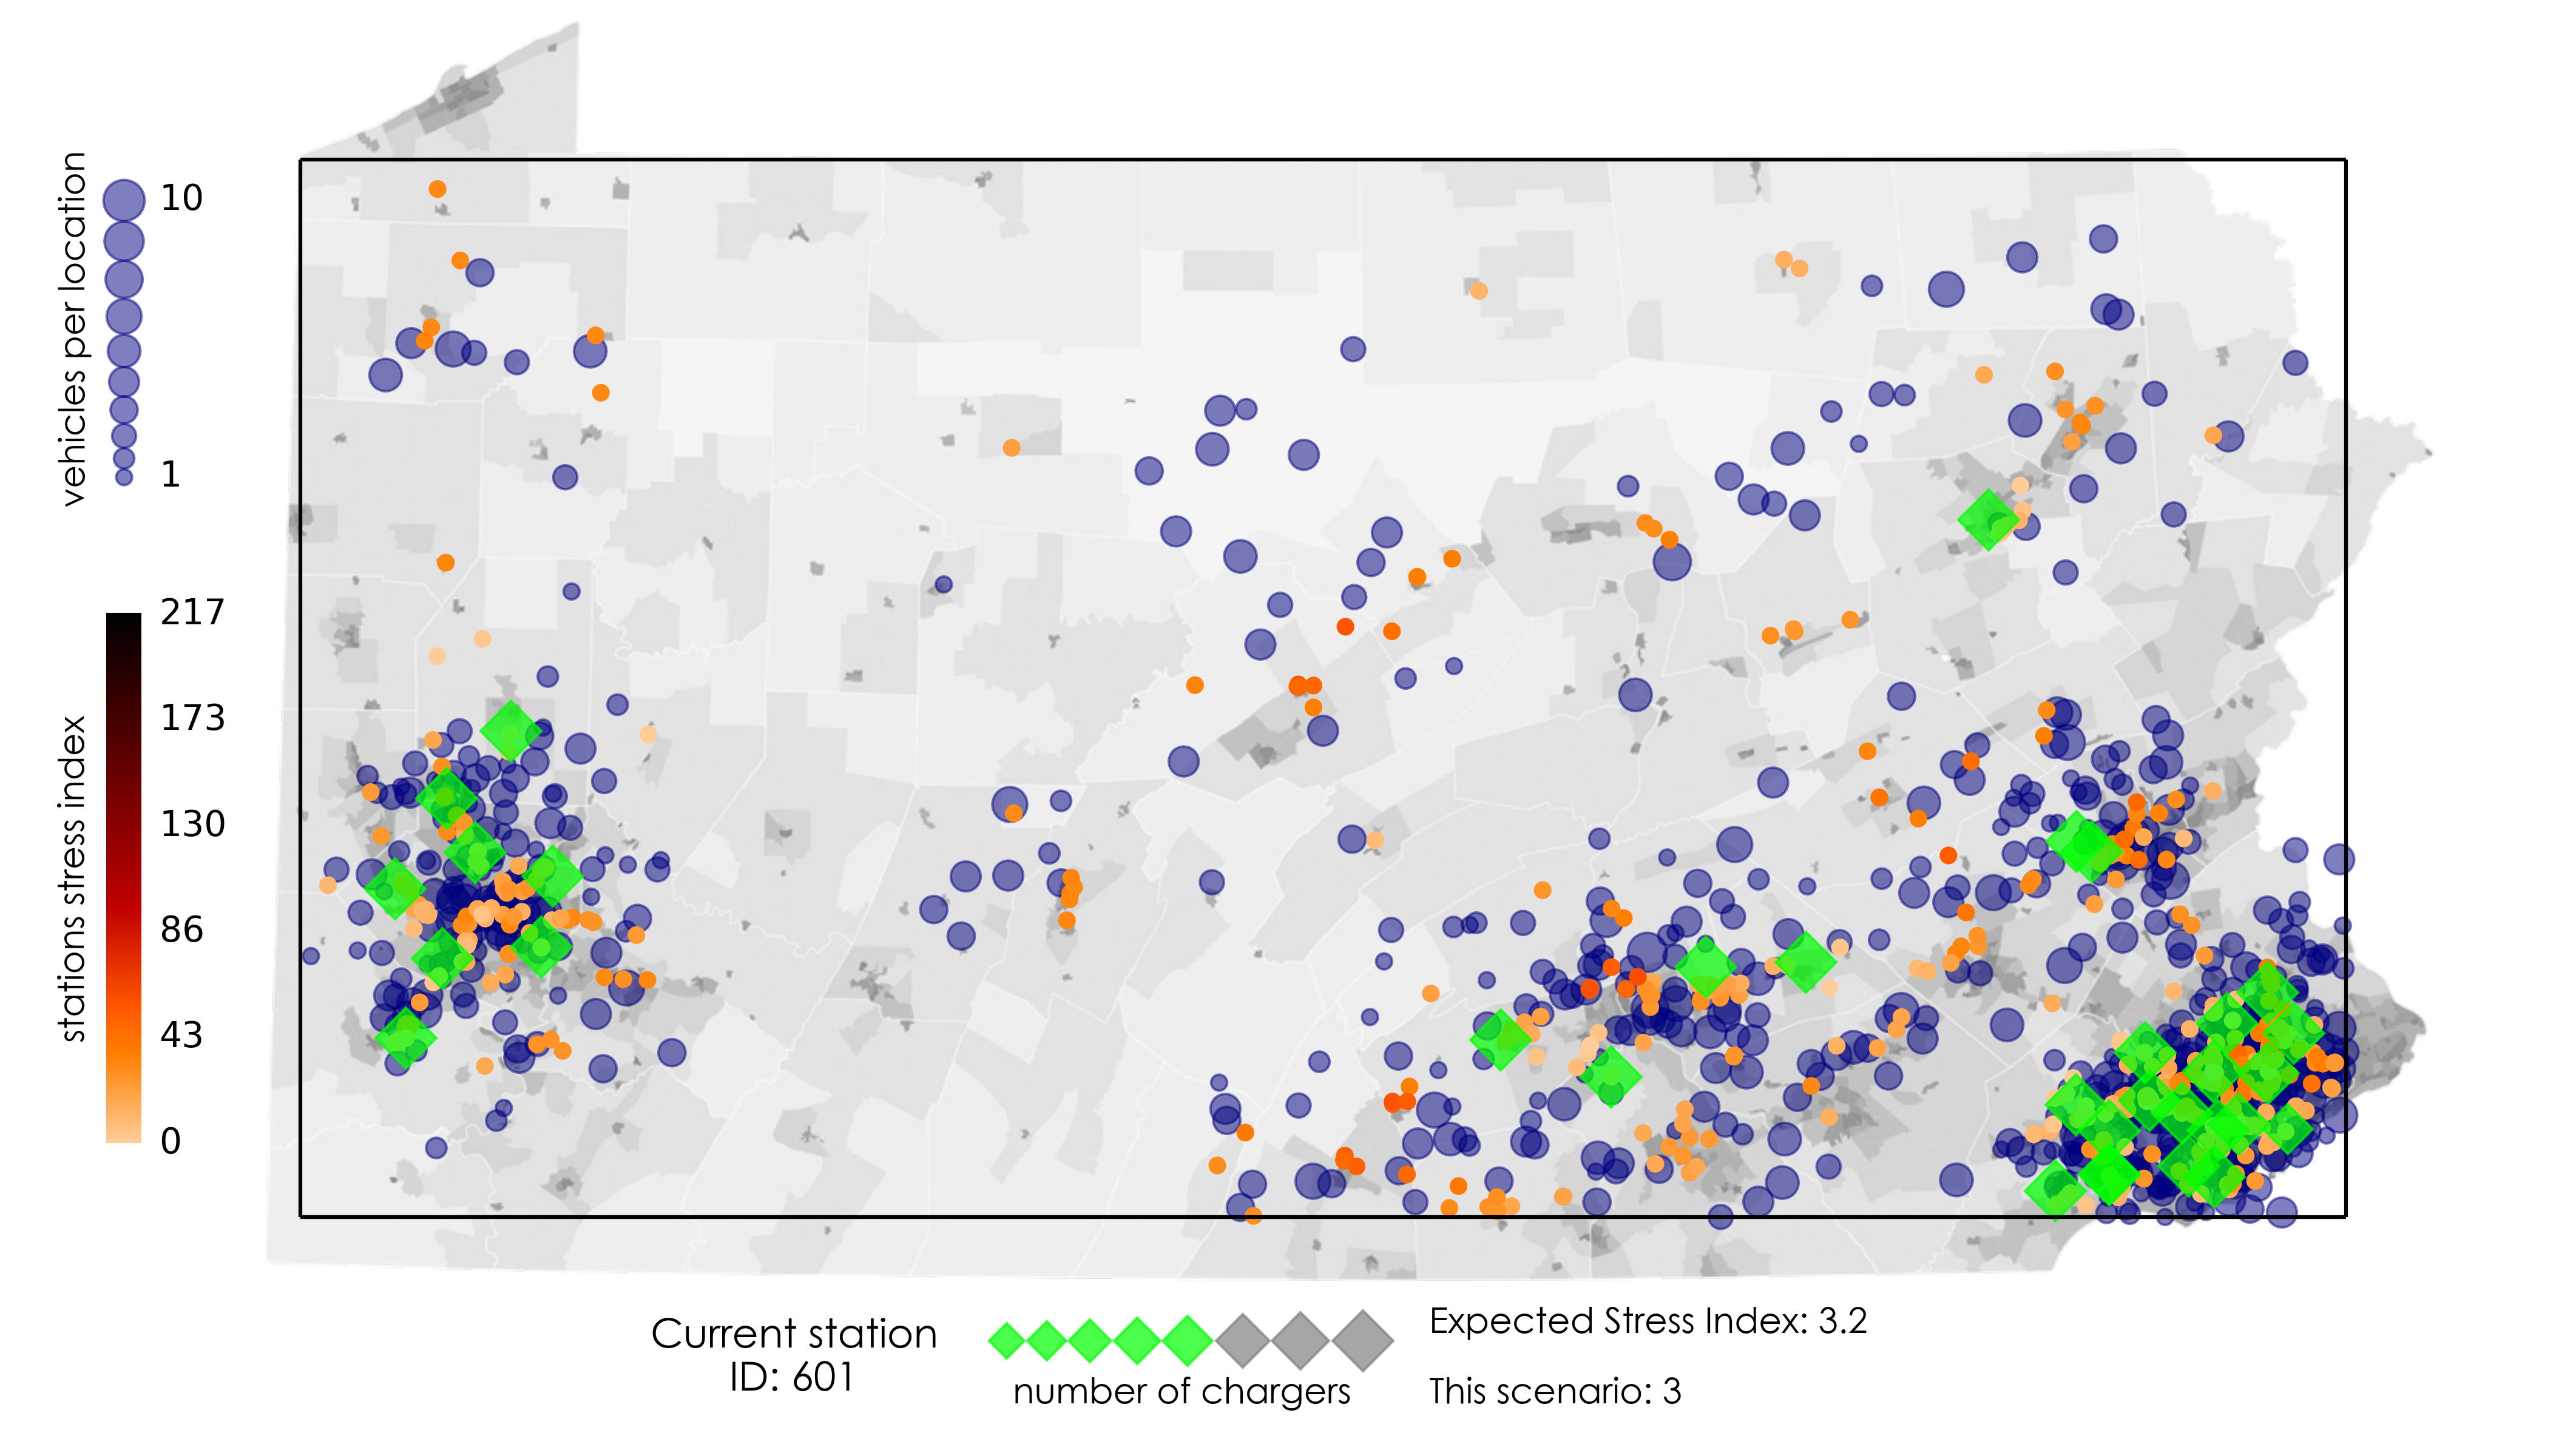 vehicles per location
10
1
stations stress index
217
173
130
86
43
0
Current station
ID: 601
number of chargers
Expected Stress Index: 3.2
This scenario: 3